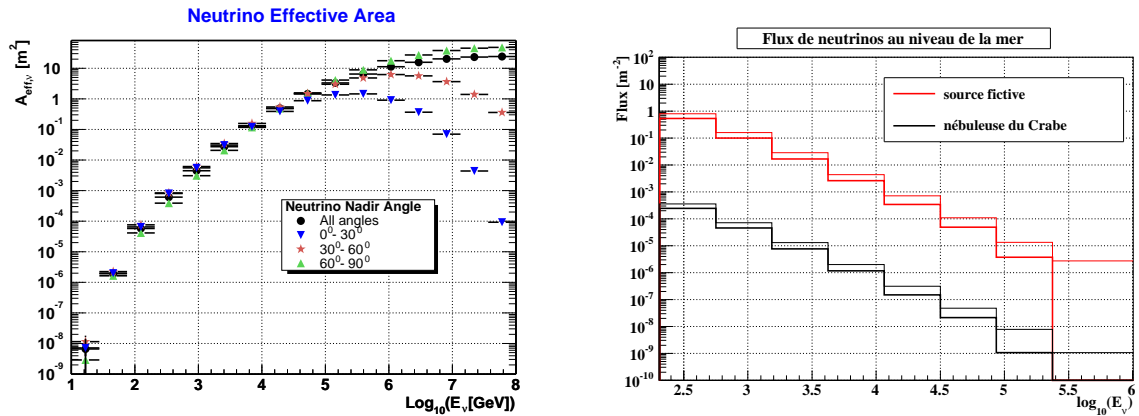 Neutrino Effective Area
A_eff,ν [m²]
10
1
10⁻¹
10⁻²
10⁻³
10⁻⁴
10⁻⁵
10⁻⁶
10⁻⁷
10⁻⁸
10⁻⁹
Neutrino Nadir Angle
All angles
0⁰- 30⁰
30⁰- 60⁰
60⁰- 90⁰
1 2 3 4 5 6 7 8
Log₁₀(E_ν[GeV])
Flux de neutrinos au niveau de la mer
Flux [m⁻²]
10²
10
1
10⁻¹
10⁻²
10⁻³
10⁻⁴
10⁻⁵
10⁻⁶
10⁻⁷
10⁻⁸
10⁻⁹
10⁻¹⁰
source fictive
nébuleuse du Crabe
2.5 3 3.5 4 4.5 5 5.5 6
log₁₀(E_ν)